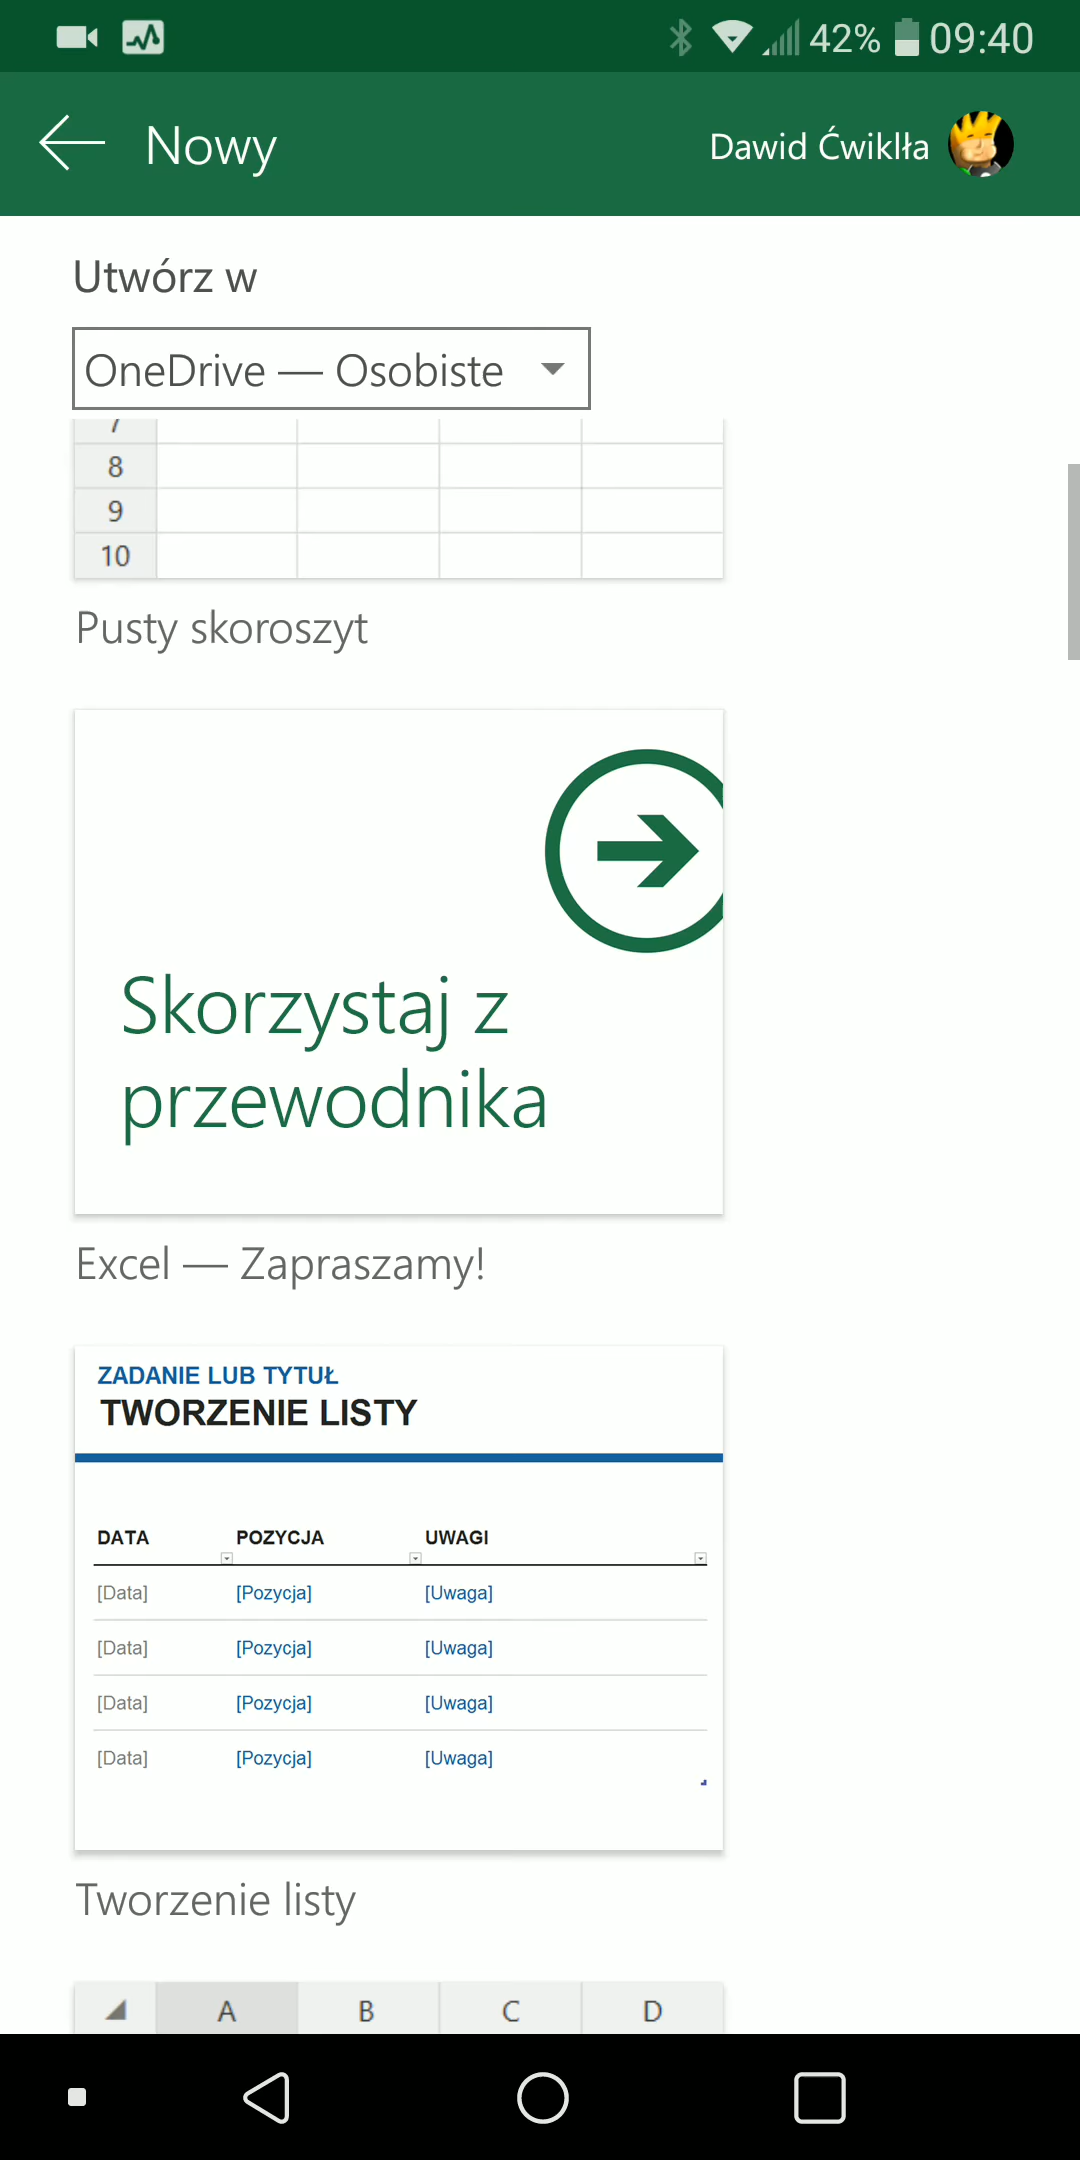 42% 09:40
Nowy
Dawid Ćwikłła
Utwórz w
OneDrive — Osobiste
7
8
9
10
Pusty skoroszyt
Skorzystaj z
przewodnika
Excel — Zapraszamy!
ZADANIE LUB TYTUŁ
TWORZENIE LISTY
DATA POZYCJA UWAGI
[Data] [Pozycja] [Uwaga]
[Data] [Pozycja] [Uwaga]
[Data] [Pozycja] [Uwaga]
[Data] [Pozycja] [Uwaga]
Tworzenie listy
A B C D